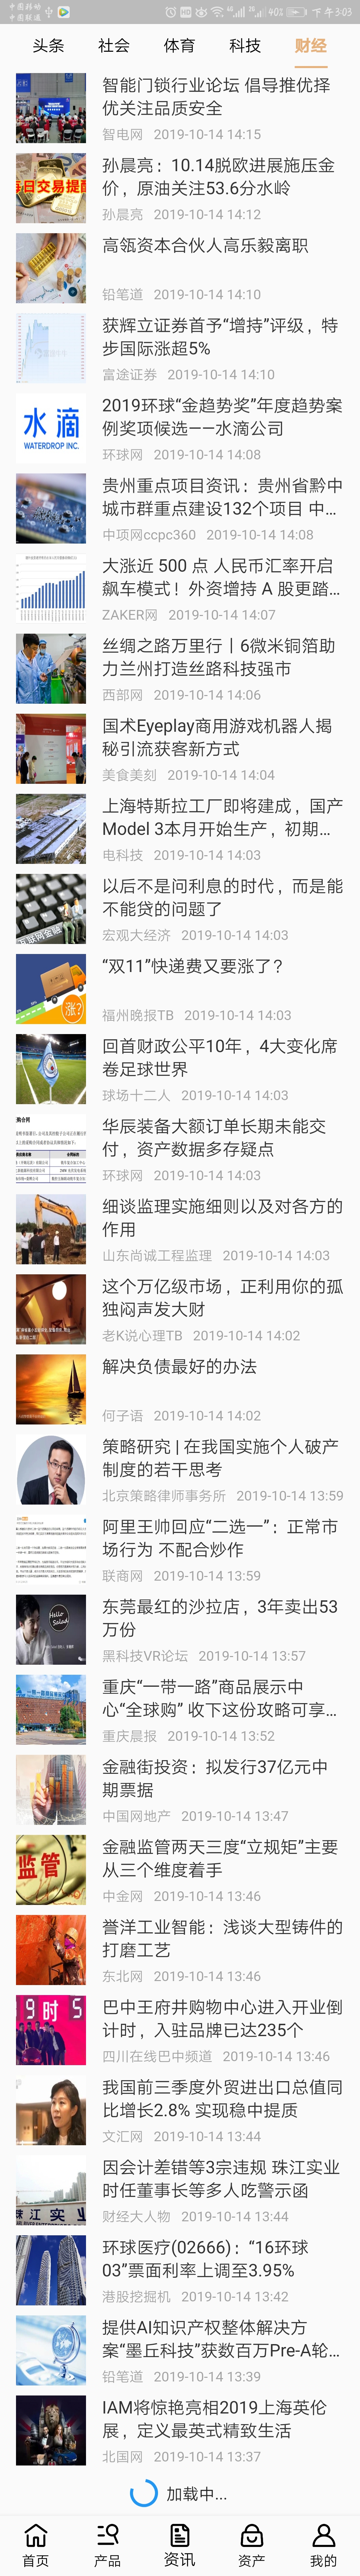 中国移动
中国联通
40%
下午3:03
头条 社会 体育 科技 财经
智能门锁行业论坛 倡导推优择
优关注品质安全
智电网 2019-10-14 14:15
每日交易提醒
孙晨亮：10.14脱欧进展施压金
价，原油关注53.6分水岭
孙晨亮 2019-10-14 14:12
高瓴资本合伙人高乐毅离职
铅笔道 2019-10-14 14:10
获辉立证券首予“增持”评级，特
步国际涨超5%
富途证券 2019-10-14 14:10
水滴
WATERDROP INC.
2019环球“金趋势奖”年度趋势案
例奖项候选——水滴公司
环球网 2019-10-14 14:08
贵州重点项目资讯：贵州省黔中
城市群重点建设132个项目 中...
中项网ccpc360 2019-10-14 14:08
大涨近 500 点 人民币汇率开启
飙车模式！外资增持 A 股更踏...
ZAKER网 2019-10-14 14:07
丝绸之路万里行丨6微米铜箔助
力兰州打造丝路科技强市
西部网 2019-10-14 14:06
国术Eyeplay商用游戏机器人揭
秘引流获客新方式
美食美刻 2019-10-14 14:04
上海特斯拉工厂即将建成，国产
Model 3本月开始生产，初期...
电科技 2019-10-14 14:03
互联网金融
以后不是问利息的时代，而是能
不能贷的问题了
宏观大经济 2019-10-14 14:03
涨?
“双11”快递费又要涨了？
福州晚报TB 2019-10-14 14:03
回首财政公平10年，4大变化席
卷足球世界
球场十二人 2019-10-14 14:03
购合同
华辰装备大额订单长期未能交
付，资产数据多存疑点
环球网 2019-10-14 14:03
细谈监理实施细则以及对各方的
作用
山东尚诚工程监理 2019-10-14 14:03
这个万亿级市场，正利用你的孤
独闷声发大财
老K说心理TB 2019-10-14 14:02
解决负债最好的办法
何子语 2019-10-14 14:02
策略研究 | 在我国实施个人破产
制度的若干思考
北京策略律师事务所 2019-10-14 13:59
阿里王帅回应“二选一”：正常市
场行为 不配合炒作
联商网 2019-10-14 13:59
Hello
Salad
东莞最红的沙拉店，3年卖出53
万份
黑科技VR论坛 2019-10-14 13:57
重庆“一带一路”商品展示中
心“全球购” 收下这份攻略可享...
重庆晨报 2019-10-14 13:52
金融街投资：拟发行37亿元中
期票据
中国网地产 2019-10-14 13:47
监管
金融监管两天三度“立规矩”主要
从三个维度着手
中金网 2019-10-14 13:46
誉洋工业智能：浅谈大型铸件的
打磨工艺
东北网 2019-10-14 13:46
9时5
巴中王府井购物中心进入开业倒
计时，入驻品牌已达235个
四川在线巴中频道 2019-10-14 13:46
我国前三季度外贸进出口总值同
比增长2.8% 实现稳中提质
文汇网 2019-10-14 13:44
珠江实业
因会计差错等3宗违规 珠江实业
时任董事长等多人吃警示函
财经大人物 2019-10-14 13:44
环球医疗(02666)：“16环球
03”票面利率上调至3.95%
港股挖掘机 2019-10-14 13:42
提供AI知识产权整体解决方
案“墨丘科技”获数百万Pre-A轮...
铅笔道 2019-10-14 13:39
IAM将惊艳亮相2019上海英伦
展，定义最英式精致生活
北国网 2019-10-14 13:37
加载中...
首页 产品 资讯 资产 我的